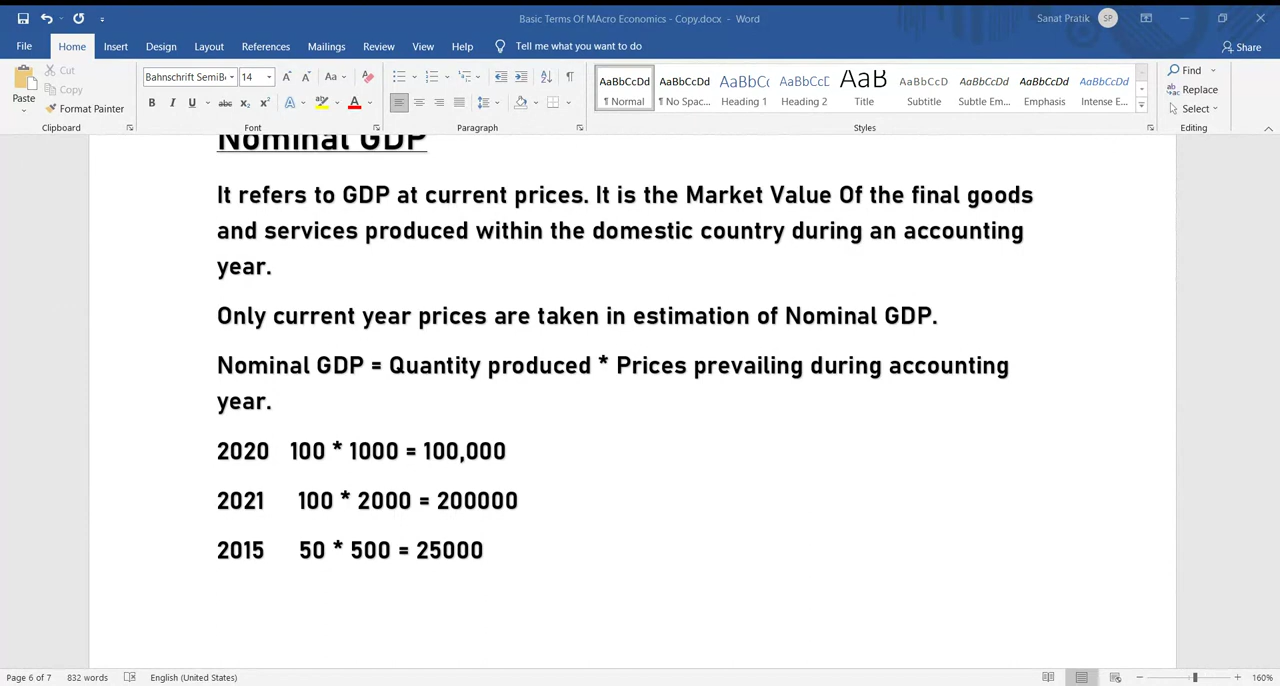 Basic Terms Of MAcro Economics - Copy.docx - Word
Sanat Pratik SP
File Home Insert Design Layout References Mailings Review View Help Tell me what you want to do Share
Paste
Cut
Copy
Format Painter
Clipboard
Bahnschrift SemiB 14
Font
Paragraph
AaBbCcDd ¶ Normal
AaBbCcDd ¶ No Spac...
AaBbCc Heading 1
AaBbCcD Heading 2
AaB Title
AaBbCcD Subtitle
AaBbCcDd Subtle Em...
AaBbCcDd Emphasis
AaBbCcDd Intense E...
Styles
Find
Replace
Select
Editing
Nominal GDP
It refers to GDP at current prices. It is the Market Value Of the final goods
and services produced within the domestic country during an accounting
year.
Only current year prices are taken in estimation of Nominal GDP.
Nominal GDP = Quantity produced * Prices prevailing during accounting
year.
2020 100 * 1000 = 100,000
2021 100 * 2000 = 200000
2015 50 * 500 = 25000
Page 6 of 7 832 words English (United States) 160%